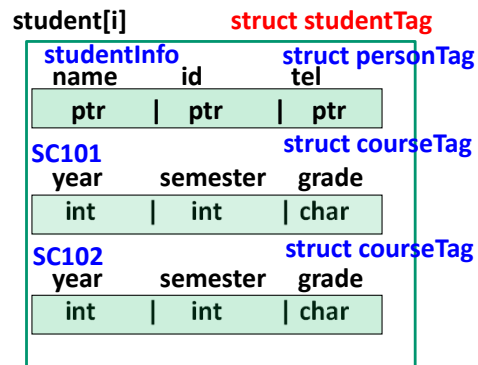 student[i] struct studentTag
studentInfo struct personTag
name id tel
ptr | ptr | ptr
SC101 struct courseTag
year semester grade
int | int | char
SC102 struct courseTag
year semester grade
int | int | char